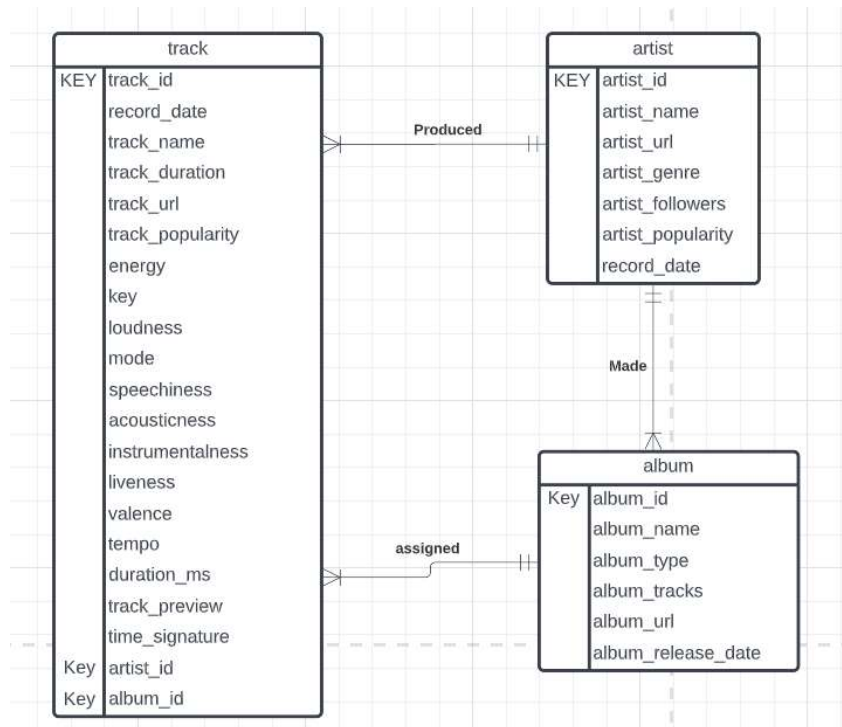 track
KEY track_id
record_date
track_name
track_duration
track_url
track_popularity
energy
key
loudness
mode
speechiness
acousticness
instrumentalness
liveness
valence
tempo
duration_ms
track_preview
time_signature
Key artist_id
Key album_id
Produced
artist
KEY artist_id
artist_name
artist_url
artist_genre
artist_followers
artist_popularity
record_date
Made
assigned
album
Key album_id
album_name
album_type
album_tracks
album_url
album_release_date